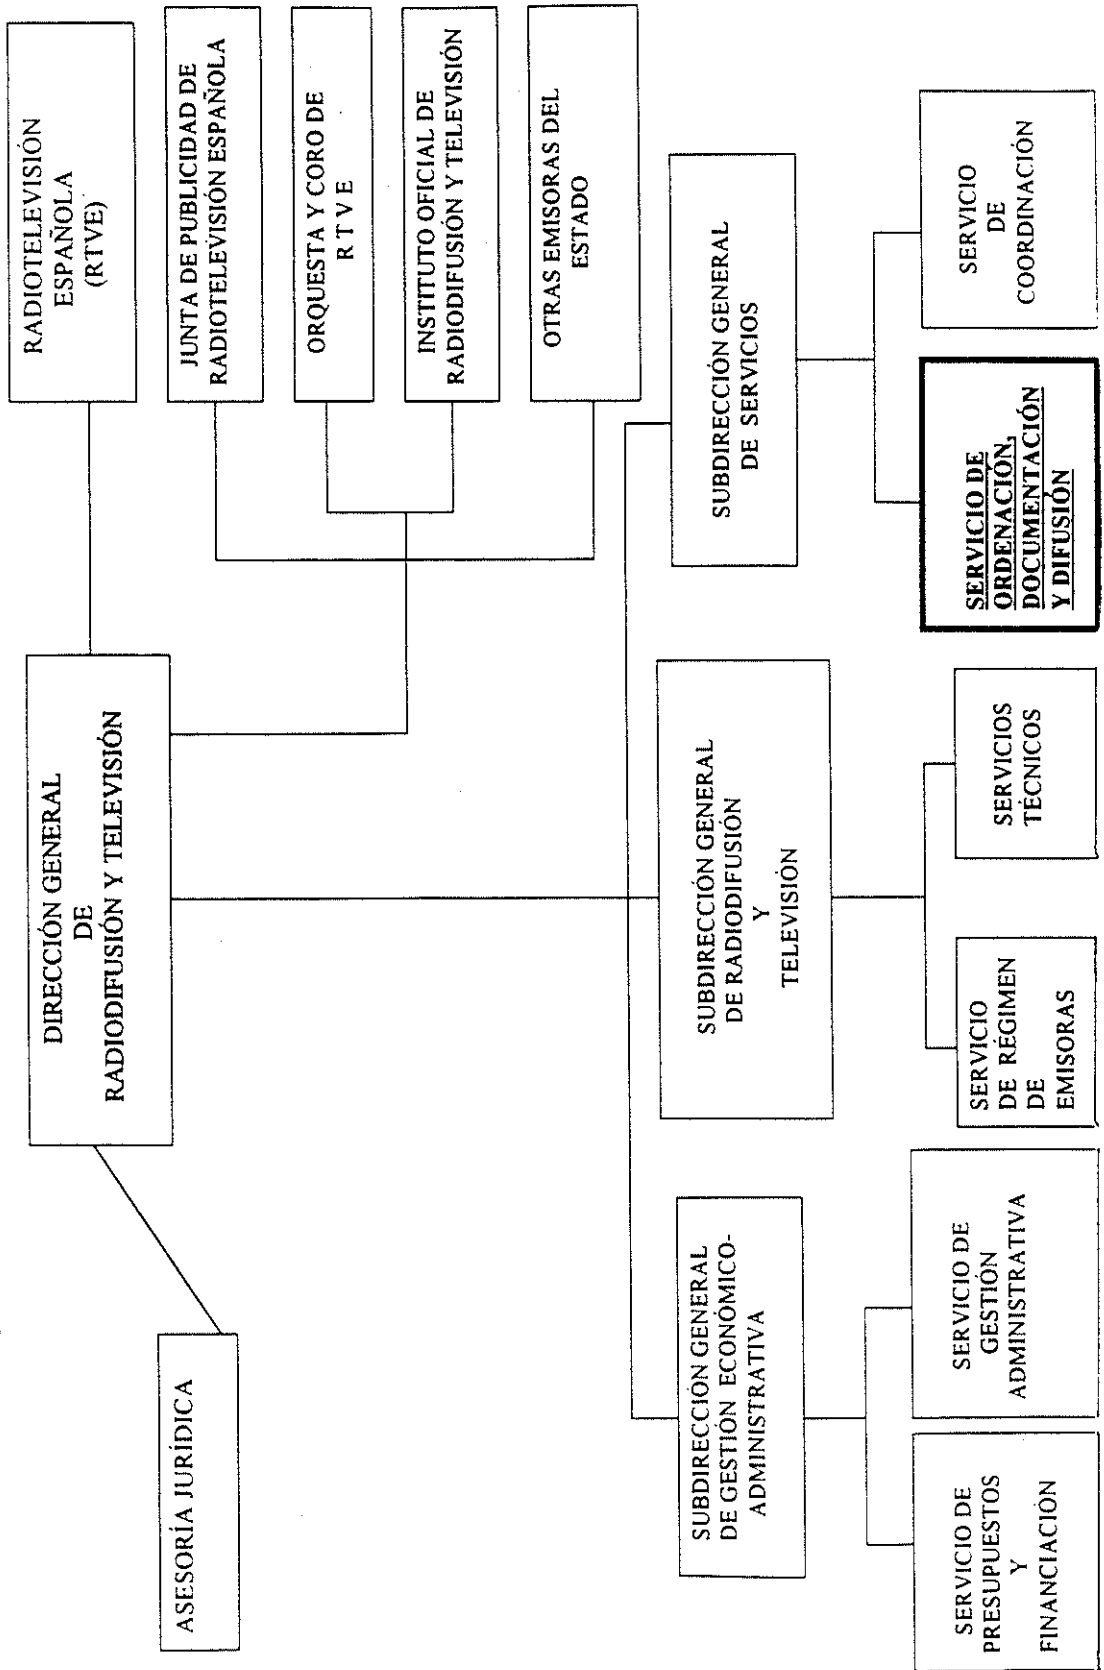 DIRECCIÓN GENERAL
DE
RADIODIFUSIÓN Y TELEVISIÓN
ASESORÍA JURÍDICA
RADIOTELEVISIÓN
ESPAÑOLA
(RTVE)
JUNTA DE PUBLICIDAD DE
RADIOTELEVISIÓN ESPAÑOLA
ORQUESTA Y CORO DE
R T V E
INSTITUTO OFICIAL DE
RADIODIFUSIÓN Y TELEVISIÓN
OTRAS EMISORAS DEL
ESTADO
SUBDIRECCIÓN GENERAL
DE GESTIÓN ECONÓMICO-
ADMINISTRATIVA
SUBDIRECCIÓN GENERAL
DE RADIODIFUSIÓN
Y
TELEVISIÓN
SUBDIRECCIÓN GENERAL
DE SERVICIOS
SERVICIO DE
PRESUPUESTOS
Y
FINANCIACIÓN
SERVICIO DE
GESTIÓN
ADMINISTRATIVA
SERVICIO
DE RÉGIMEN
DE
EMISORAS
SERVICIOS
TÉCNICOS
SERVICIO DE
ORDENACIÓN,
DOCUMENTACIÓN
Y DIFUSIÓN
SERVICIO
DE
COORDINACIÓN